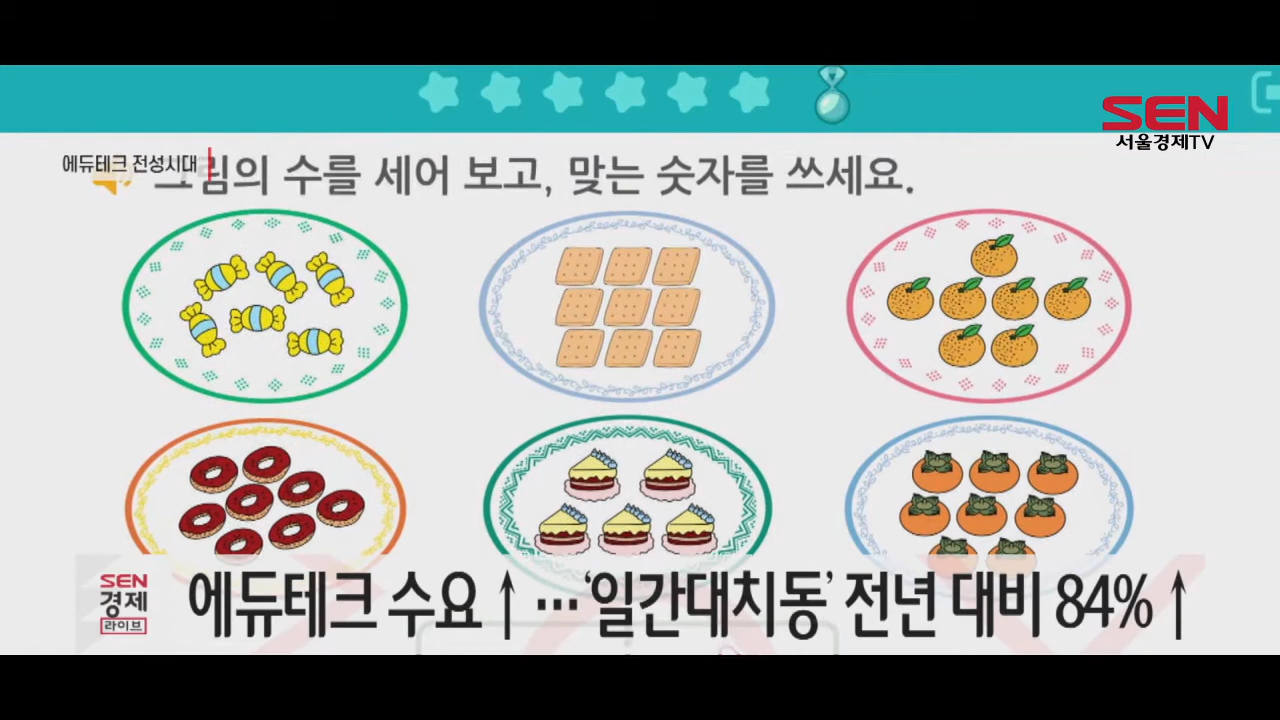 SEN
서울경제TV
에듀테크 전성시대
그림의 수를 세어 보고, 맞는 숫자를 쓰세요.
SEN
경제
라이브
에듀테크 수요↑…‘일간대치동’ 전년 대비 84%↑